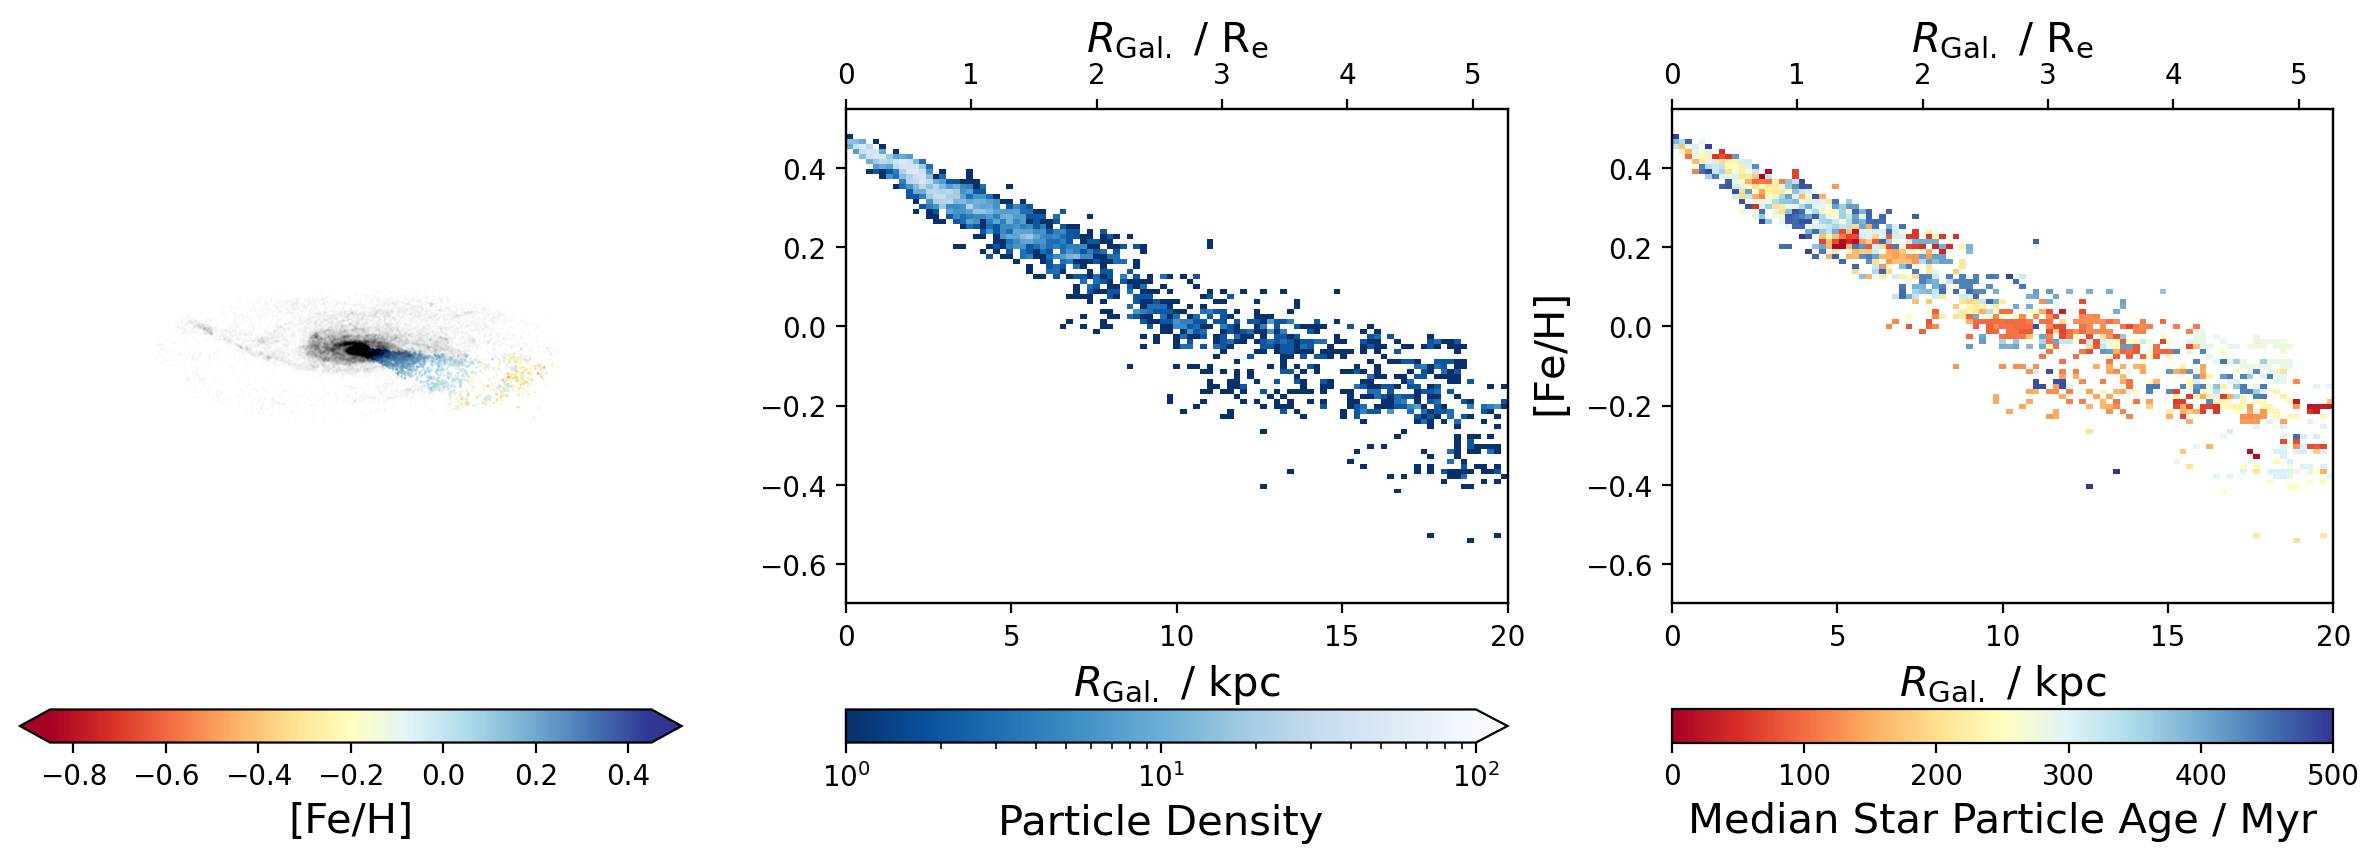 R_Gal. / R_e
0 1 2 3 4 5
0.4
0.2
0.0
−0.2
−0.4
−0.6
0 5 10 15 20
R_Gal. / kpc
R_Gal. / R_e
0 1 2 3 4 5
[Fe/H]
0.4
0.2
0.0
−0.2
−0.4
−0.6
0 5 10 15 20
R_Gal. / kpc
−0.8 −0.6 −0.4 −0.2 0.0 0.2 0.4
[Fe/H]
10^0 10^1 10^2
Particle Density
0 100 200 300 400 500
Median Star Particle Age / Myr